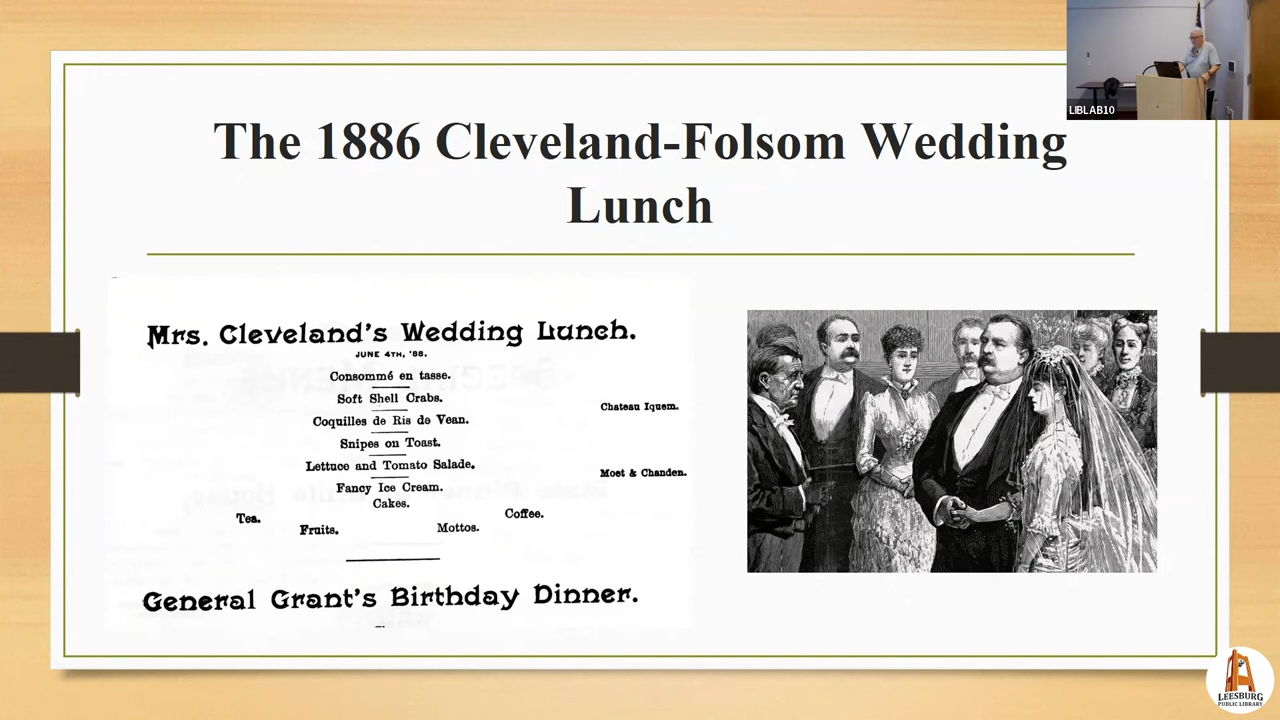 LIBLAB10
The 1886 Cleveland-Folsom Wedding
Lunch
Mrs. Cleveland's Wedding Lunch.
JUNE 4TH, '88.
Consommé en tasse.
Soft Shell Crabs.
Chateau Iquem.
Coquilles de Ris de Vean.
Snipes on Toast.
Lettuce and Tomato Salade.
Moet & Chanden.
Fancy Ice Cream.
Cakes.
Tea.
Coffee.
Fruits.
Mottos.
General Grant's Birthday Dinner.
LEESBURG
PUBLIC LIBRARY